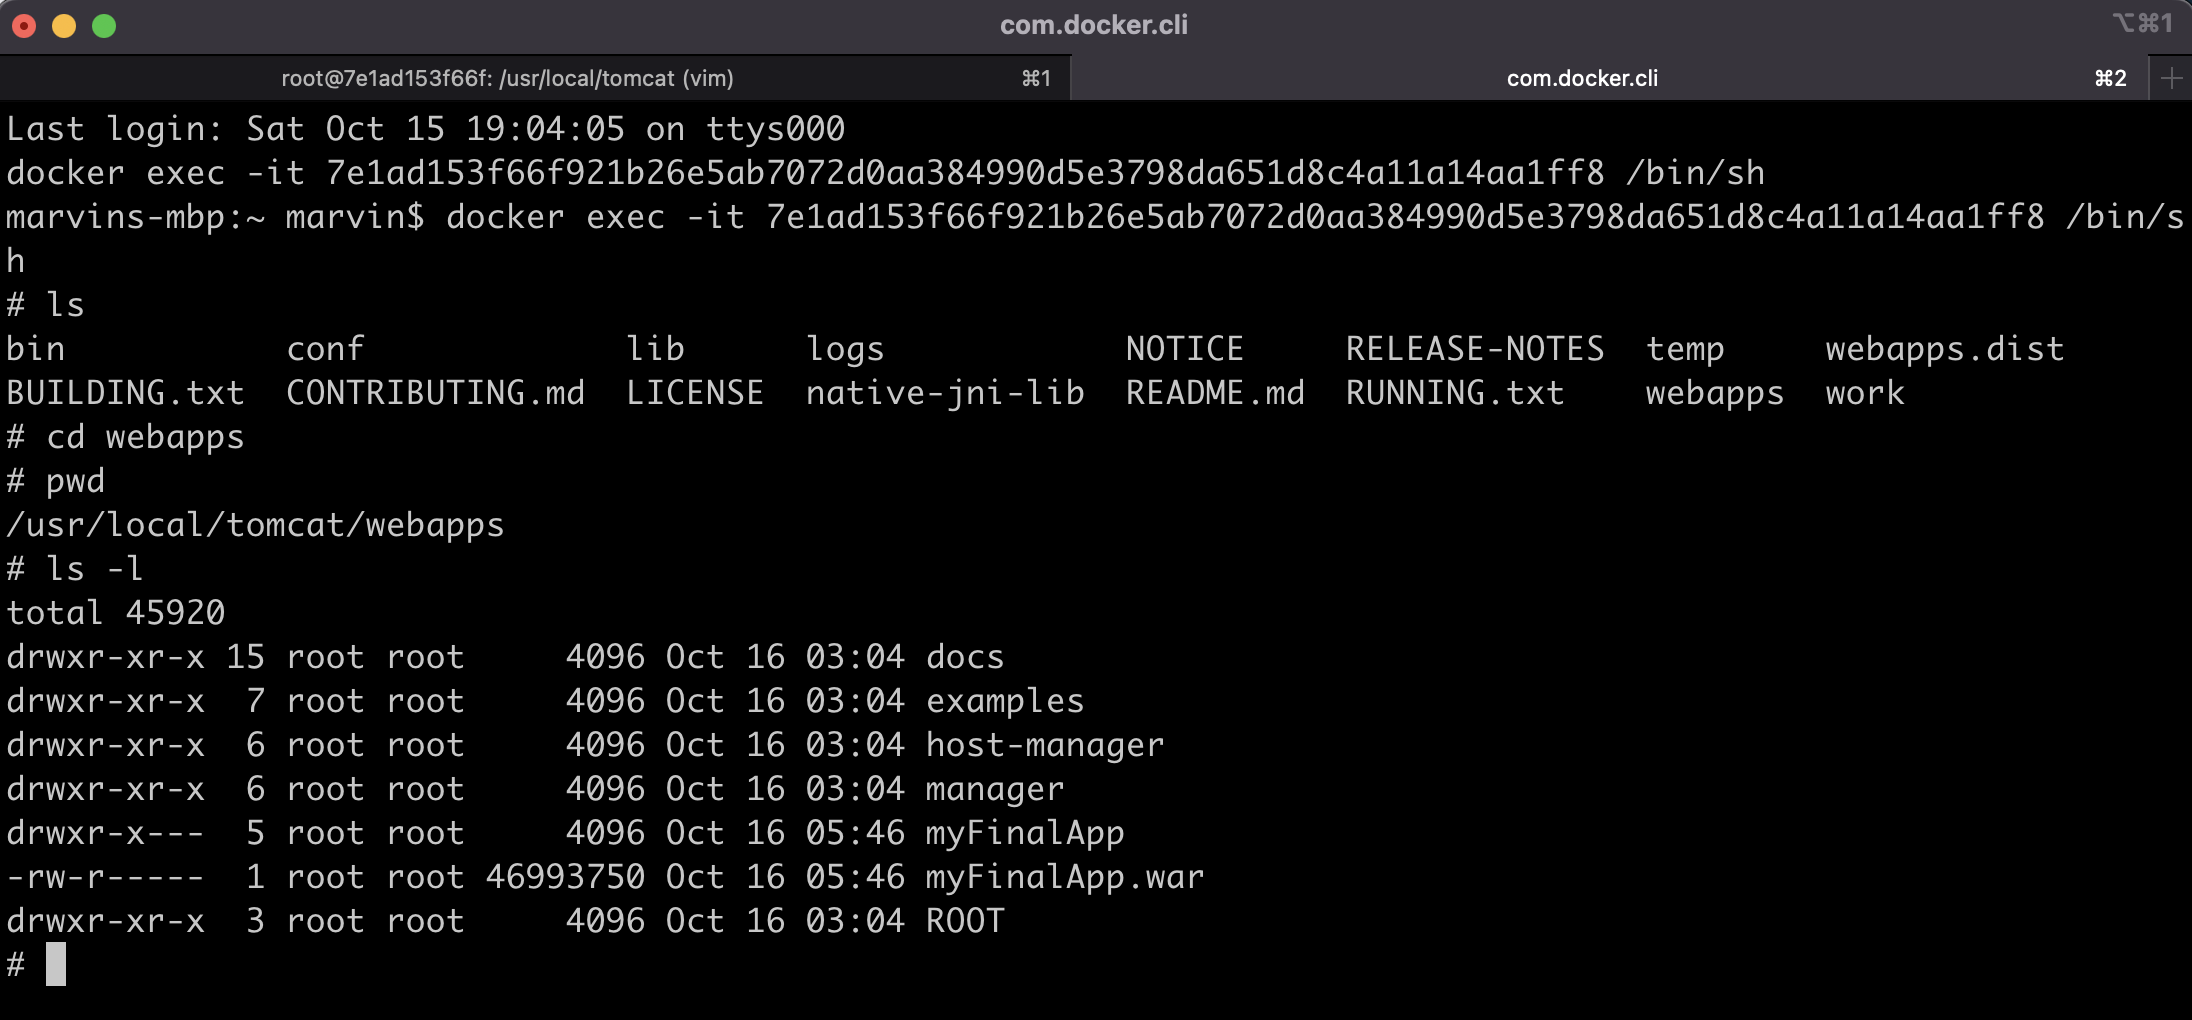 com.docker.cli ⌥⌘1
root@7e1ad153f66f: /usr/local/tomcat (vim) ⌘1 com.docker.cli ⌘2 +
Last login: Sat Oct 15 19:04:05 on ttys000
docker exec -it 7e1ad153f66f921b26e5ab7072d0aa384990d5e3798da651d8c4a11a14aa1ff8 /bin/sh
marvins-mbp:~ marvin$ docker exec -it 7e1ad153f66f921b26e5ab7072d0aa384990d5e3798da651d8c4a11a14aa1ff8 /bin/s
h
# ls
bin           conf             lib     logs            NOTICE     RELEASE-NOTES  temp     webapps.dist
BUILDING.txt  CONTRIBUTING.md  LICENSE  native-jni-lib  README.md  RUNNING.txt    webapps  work
# cd webapps
# pwd
/usr/local/tomcat/webapps
# ls -l
total 45920
drwxr-xr-x 15 root root     4096 Oct 16 03:04 docs
drwxr-xr-x  7 root root     4096 Oct 16 03:04 examples
drwxr-xr-x  6 root root     4096 Oct 16 03:04 host-manager
drwxr-xr-x  6 root root     4096 Oct 16 03:04 manager
drwxr-x---  5 root root     4096 Oct 16 05:46 myFinalApp
-rw-r-----  1 root root 46993750 Oct 16 05:46 myFinalApp.war
drwxr-xr-x  3 root root     4096 Oct 16 03:04 ROOT
#